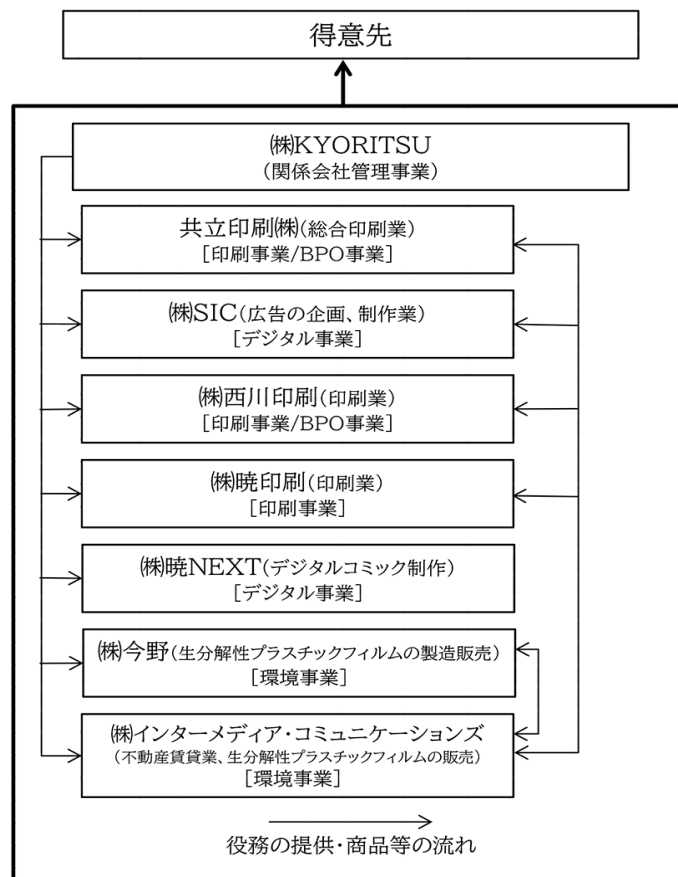 得意先
㈱KYORITSU
(関係会社管理事業)
共立印刷㈱(総合印刷業)
[印刷事業/BPO事業]
㈱SIC(広告の企画、制作業)
[デジタル事業]
㈱西川印刷(印刷業)
[印刷事業/BPO事業]
㈱暁印刷(印刷業)
[印刷事業]
㈱暁NEXT(デジタルコミック制作)
[デジタル事業]
㈱今野(生分解性プラスチックフィルムの製造販売)
[環境事業]
㈱インターメディア・コミュニケーションズ
(不動産賃貸業、生分解性プラスチックフィルムの販売)
[環境事業]
役務の提供・商品等の流れ